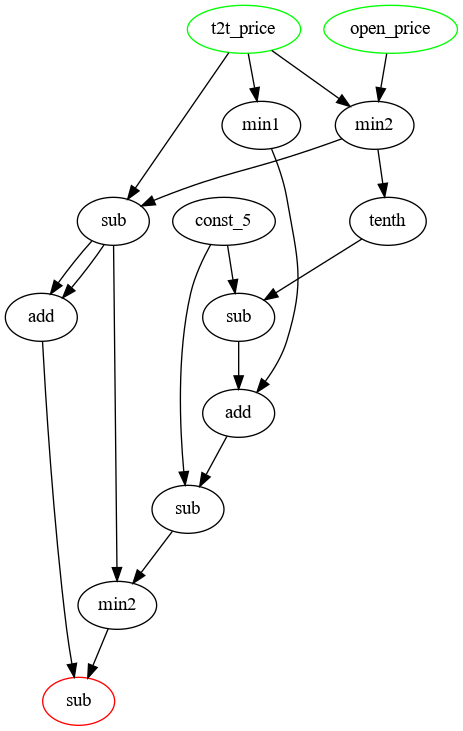 t2t_price
open_price
min1
min2
sub
const_5
tenth
add
sub
add
sub
min2
sub